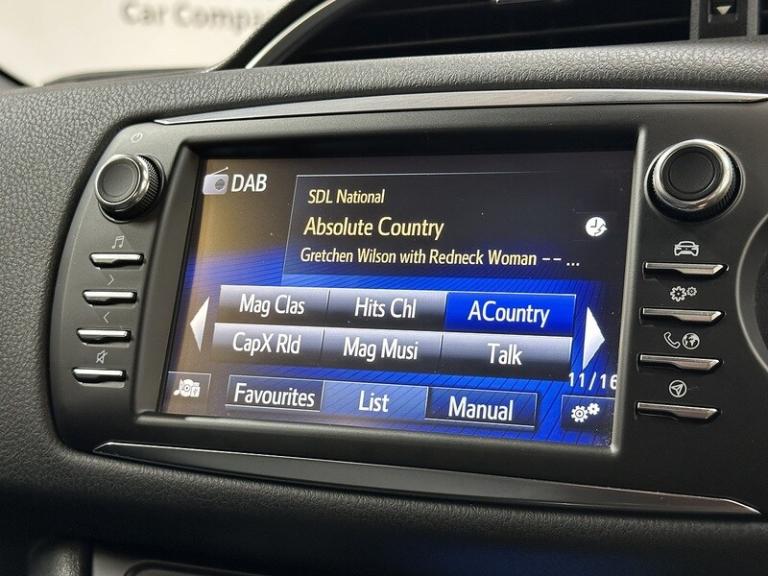 Car Compa
DAB
SDL National
Absolute Country
Gretchen Wilson with Redneck Woman -- ...
Mag Clas Hits Chl ACountry
CapX Rld Mag Musi Talk
11/16
Favourites List Manual